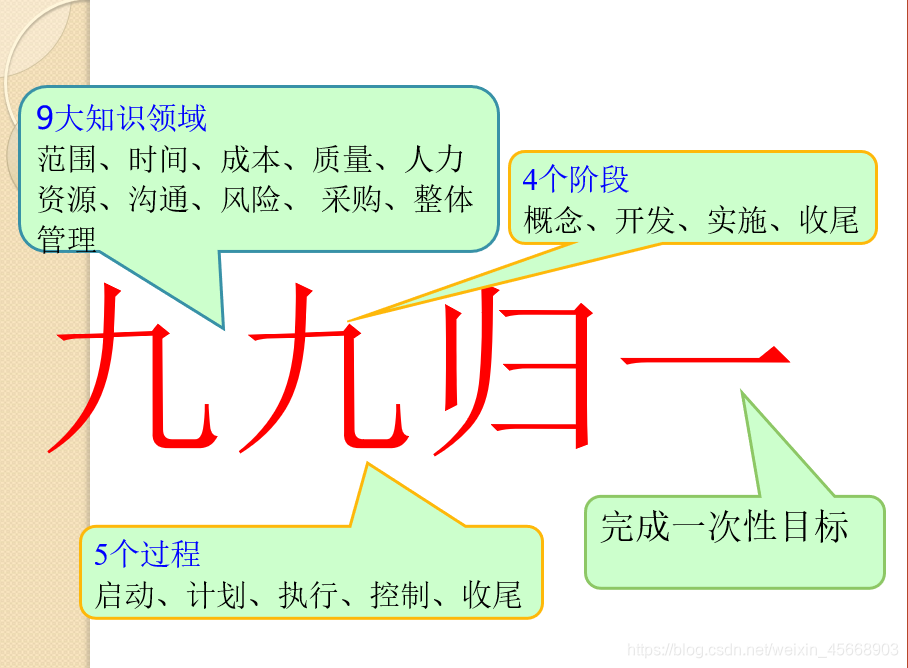 9大知识领域
范围、时间、成本、质量、人力
资源、沟通、风险、 采购、整体
管理
4个阶段
概念、开发、实施、收尾
九九归一
5个过程
启动、计划、执行、控制、收尾
完成一次性目标
https://blog.csdn.net/weixin_45668903